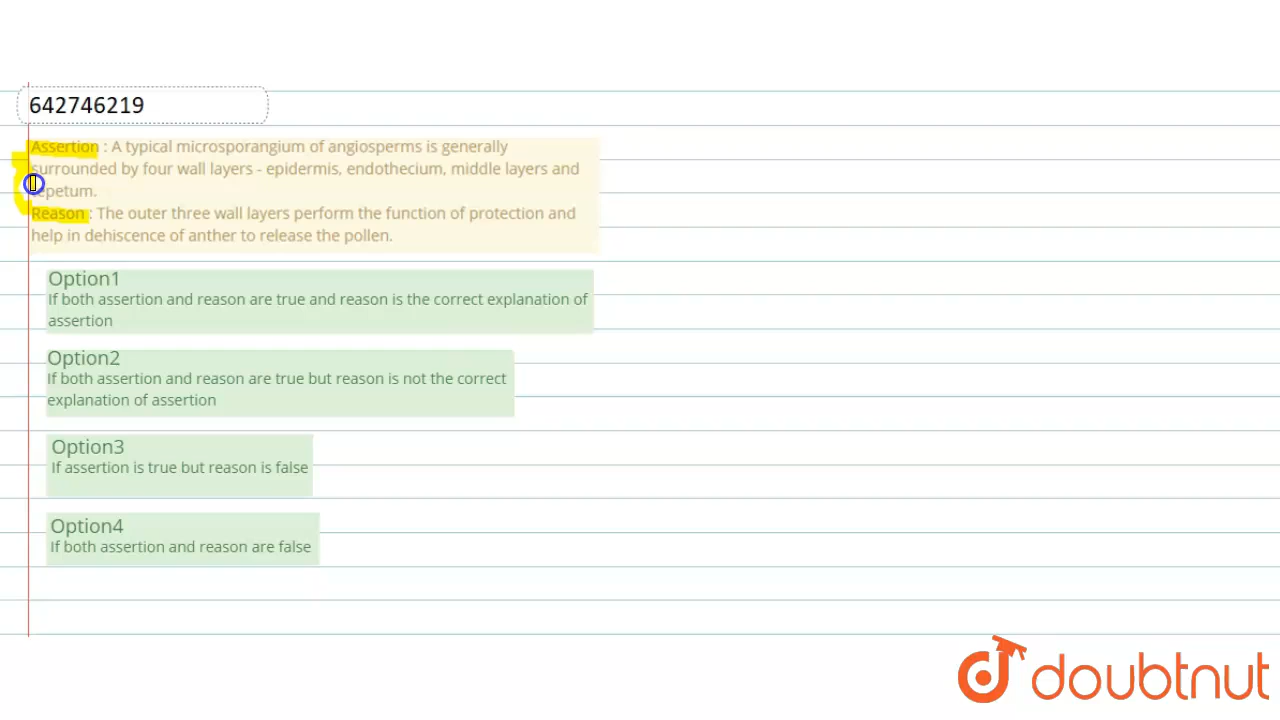 642746219
Assertion : A typical microsporangium of angiosperms is generally
surrounded by four wall layers - epidermis, endothecium, middle layers and
tepetum.
Reason : The outer three wall layers perform the function of protection and
help in dehiscence of anther to release the pollen.
Option1
If both assertion and reason are true and reason is the correct explanation of
assertion
Option2
If both assertion and reason are true but reason is not the correct
explanation of assertion
Option3
If assertion is true but reason is false
Option4
If both assertion and reason are false
doubtnut